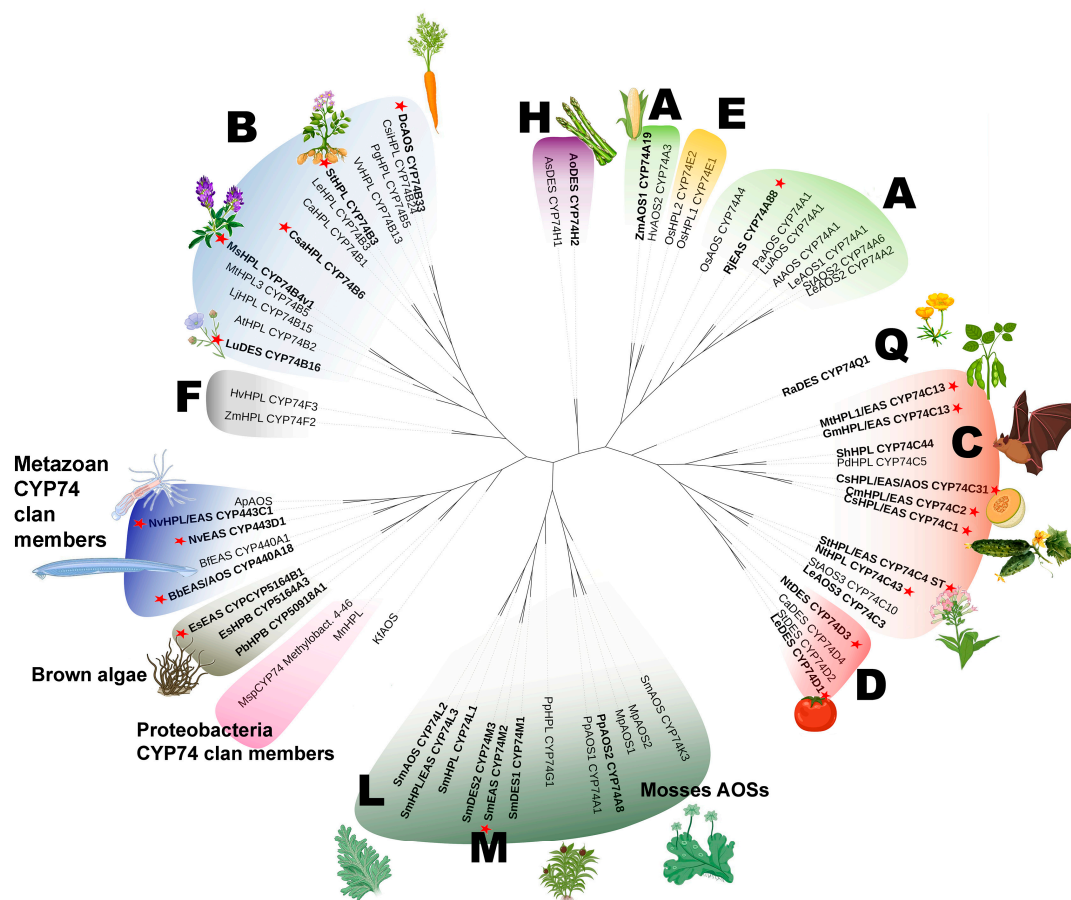 B
DcAOS CYP74B33
CsiHPL CYP74B24
PgHPL CYP74B5
VvHPL CYP74B13
StHPL CYP74B3
LeHPL CYP74B3
CaHPL CYP74B1
CsaHPL CYP74B6
MsHPL CYP74B4v1
MtHPL3 CYP74B5
LjHPL CYP74B15
AtHPL CYP74B2
LuDES CYP74B16
F
HvHPL CYP74F3
ZmHPL CYP74F2
H
AsDES CYP74H1
AoDES CYP74H2
A
ZmAOS1 CYP74A19
HvAOS2 CYP74A3
E
OsHPL2 CYP74E2
OsHPL1 CYP74E1
A
OsAOS CYP74A4
RjEAS CYP74A88
PaAOS CYP74A1
LuAOS CYP74A1
AtAOS CYP74A1
LeAOS1 CYP74A1
StAOS2 CYP74A6
LeAOS2 CYP74A2
Q
RaDES CYP74Q1
C
MtHPL1/EAS CYP74C13
GmHPL/EAS CYP74C13
ShHPL CYP74C44
PdHPL CYP74C5
CsHPL/EAS/AOS CYP74C31
CmHPL/EAS CYP74C2
CsHPL/EAS CYP74C1
StHPL/EAS CYP74C4 ST
NtHPL CYP74C43
StAOS3 CYP74C10
LeAOS3 CYP74C3
D
NtDES CYP74D3
CaDES CYP74D4
StDES CYP74D2
LeDES CYP74D1
Metazoan
CYP74
clan
members
ApAOS
NvHPL/EAS CYP443C1
NvEAS CYP443D1
BfEAS CYP440A1
BbEAS/AOS CYP440A18
Brown algae
EsEAS CYPCYP5164B1
EsHPB CYP5164A3
PbHPB CYP50918A1
Proteobacteria
CYP74 clan members
MspCYP74 Methylobact. 4-46
MnHPL
KfAOS
L
SmAOS CYP74L2
SmHPL/EAS CYP74L3
SmHPL CYP74L1
M
SmDES2 CYP74M3
SmEAS CYP74M2
SmDES1 CYP74M1
PpHPL CYP74G1
PpAOS1 CYP74A1
PpAOS2 CYP74A8
MpAOS1
MpAOS2
SmAOS CYP74K3
Mosses AOSs